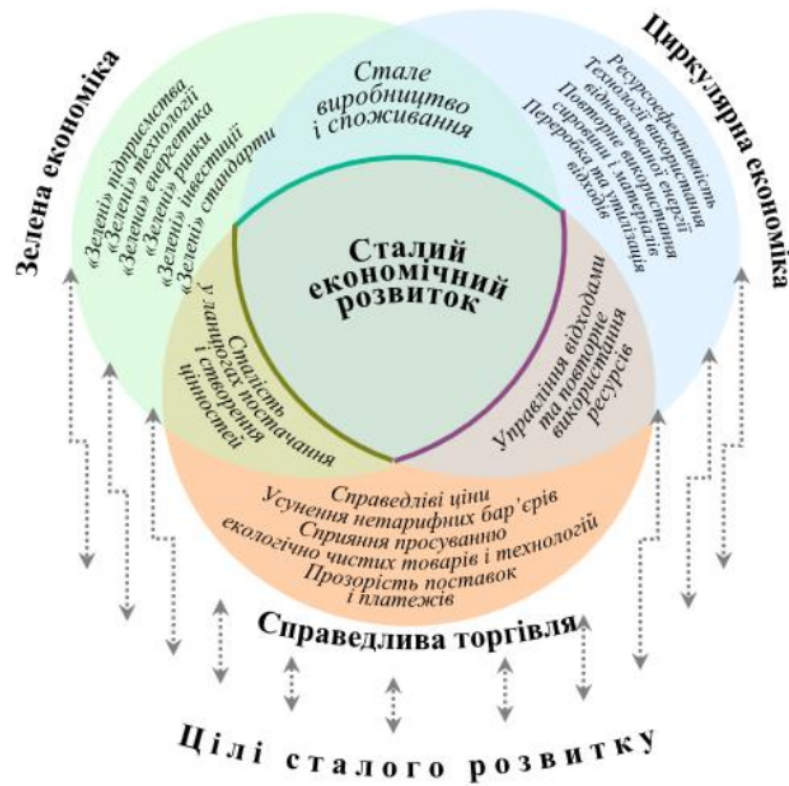 Зелена економіка
«Зелені» підприємства
«Зелені» технології
«Зелена» енергетика
«Зелені» ринки
«Зелені» інвестиції
«Зелені» стандарти
Стале
виробництво
і споживання
Циркулярна економіка
Ресурсоефективність
Технології використання
відновлюваної енергії
Повторне використання
сировини і матеріалів
Переробка та утилізація
відходів
Сталий
економічний
розвиток
Сталість
у ланцюгах постачання
і створення
цінностей
Управління відходами
та повторне
використання
ресурсів
Справедліві ціни
Усунення нетарифних бар’єрів
Сприяння просуванню
екологічно чистих товарів і технологій
Прозорість поставок
і платежів
Справедлива торгівля
Цілі сталого розвитку